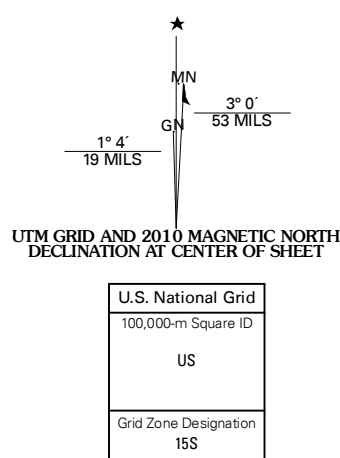 ★
MN
GN
3° 0´
53 MILS
1° 4´
19 MILS
UTM GRID AND 2010 MAGNETIC NORTH
DECLINATION AT CENTER OF SHEET
U.S. National Grid
100,000-m Square ID
US
Grid Zone Designation
15S